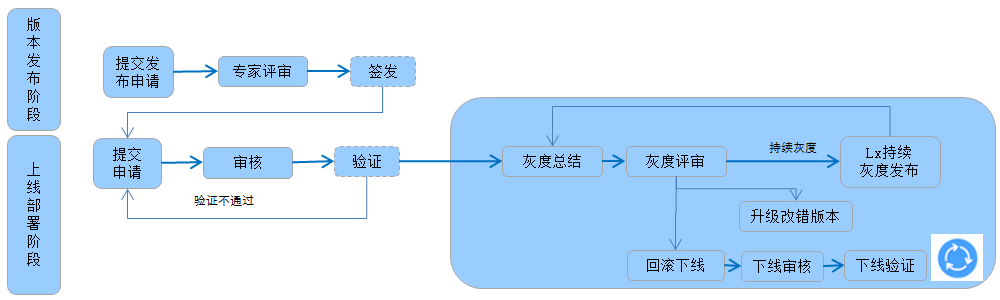 版
本
发
布
阶
段
提交发
布申请
专家评审
签发
上
线
部
署
阶
段
提交
申请
审核
验证
验证不通过
灰度总结
灰度评审
持续灰度
Lx持续
灰度发布
升级改错版本
回滚下线
下线审核
下线验证